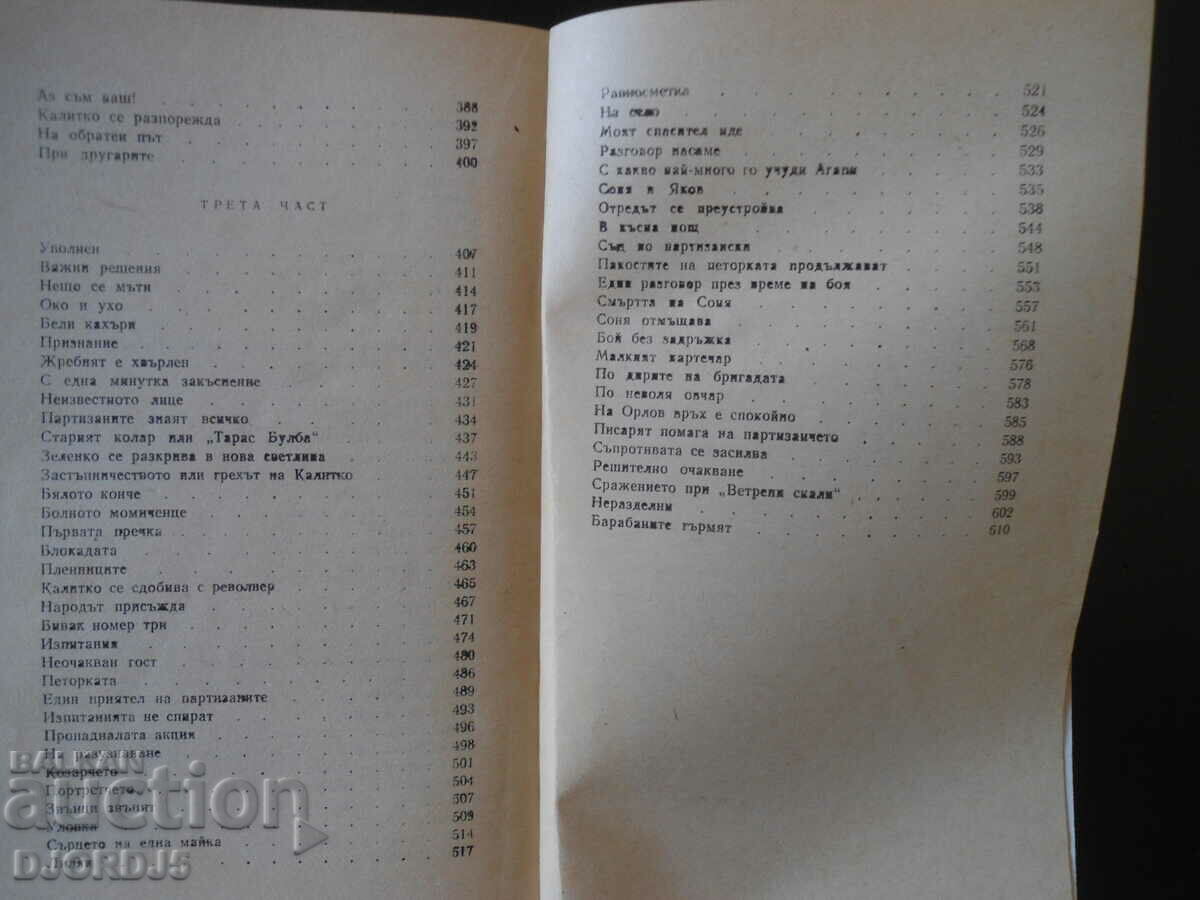 Аз съм ваш! 388
Калитко се разпорежда 392
На обратен път 397
При другарите 400
ТРЕТА ЧАСТ
Уволнен 407
Важни решения 411
Нещо се мъти 414
Око и ухо 417
Бели кахъри 419
Признание 421
Жребият е хвърлен 424
С една минутка закъснение 427
Неизвестното лице 431
Партизаните знаят всичко 434
Старият колар или „Тарас Булба“ 437
Зеленко се разкрива в нова светлина 443
Застъпничеството или грехът на Калитко 447
Бялото конче 451
Болното момиченце 454
Първата пречка 457
Блокадата 460
Пленниците 463
Калитко се сдобива с револвер 465
Народът присъжда 467
Бивак номер три 471
Изпитания 474
Неочакван гост 480
Петорката 486
Един приятел на партизаните 489
Изпитанията не спират 493
Пропадналата акция 496
На разузнаване 498
Козарчето 501
Портретчето 504
Звънци звънят 507
Уловка 509
Сърцето на една майка 514
517
Равносметка 521
На село 524
Моят спасител иде 526
Разговор насаме 529
С какво най-много го учуди Агапи 533
Соня и Яков 535
Отредът се преустройва 538
В късна нощ 544
Съд по партизански 548
Пакостите на петорката продължават 551
Един разговор през време на боя 553
Смъртта на Соня 557
Соня отмъщава 561
Бой без задръжка 568
Малкият картечар 576
По дирите на бригадата 578
По неволя овчар 583
На Орлов връх е спокойно 585
Писарят помага на партизанчето 588
Съпротивата се засилва 593
Решително очакване 597
Сражението при „Ветрени скали“ 599
Неразделни 602
Барабаните гърмят 610
BALKAN
auction
DJORDJ5